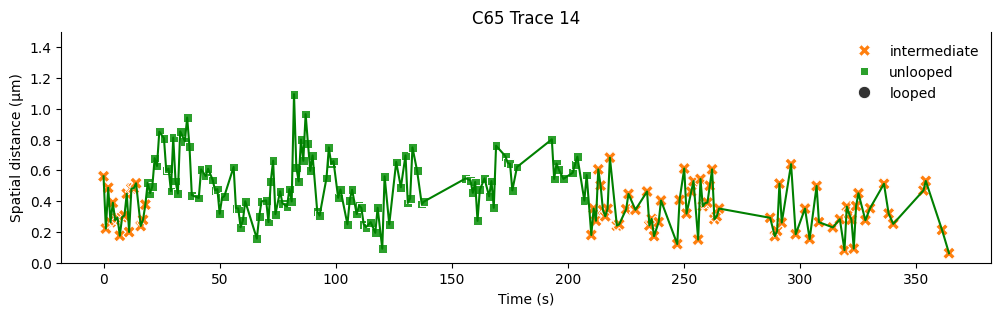 C65 Trace 14
intermediate
unlooped
looped
Spatial distance (μm)
1.4
1.2
1.0
0.8
0.6
0.4
0.2
0.0
0 50 100 150 200 250 300 350
Time (s)